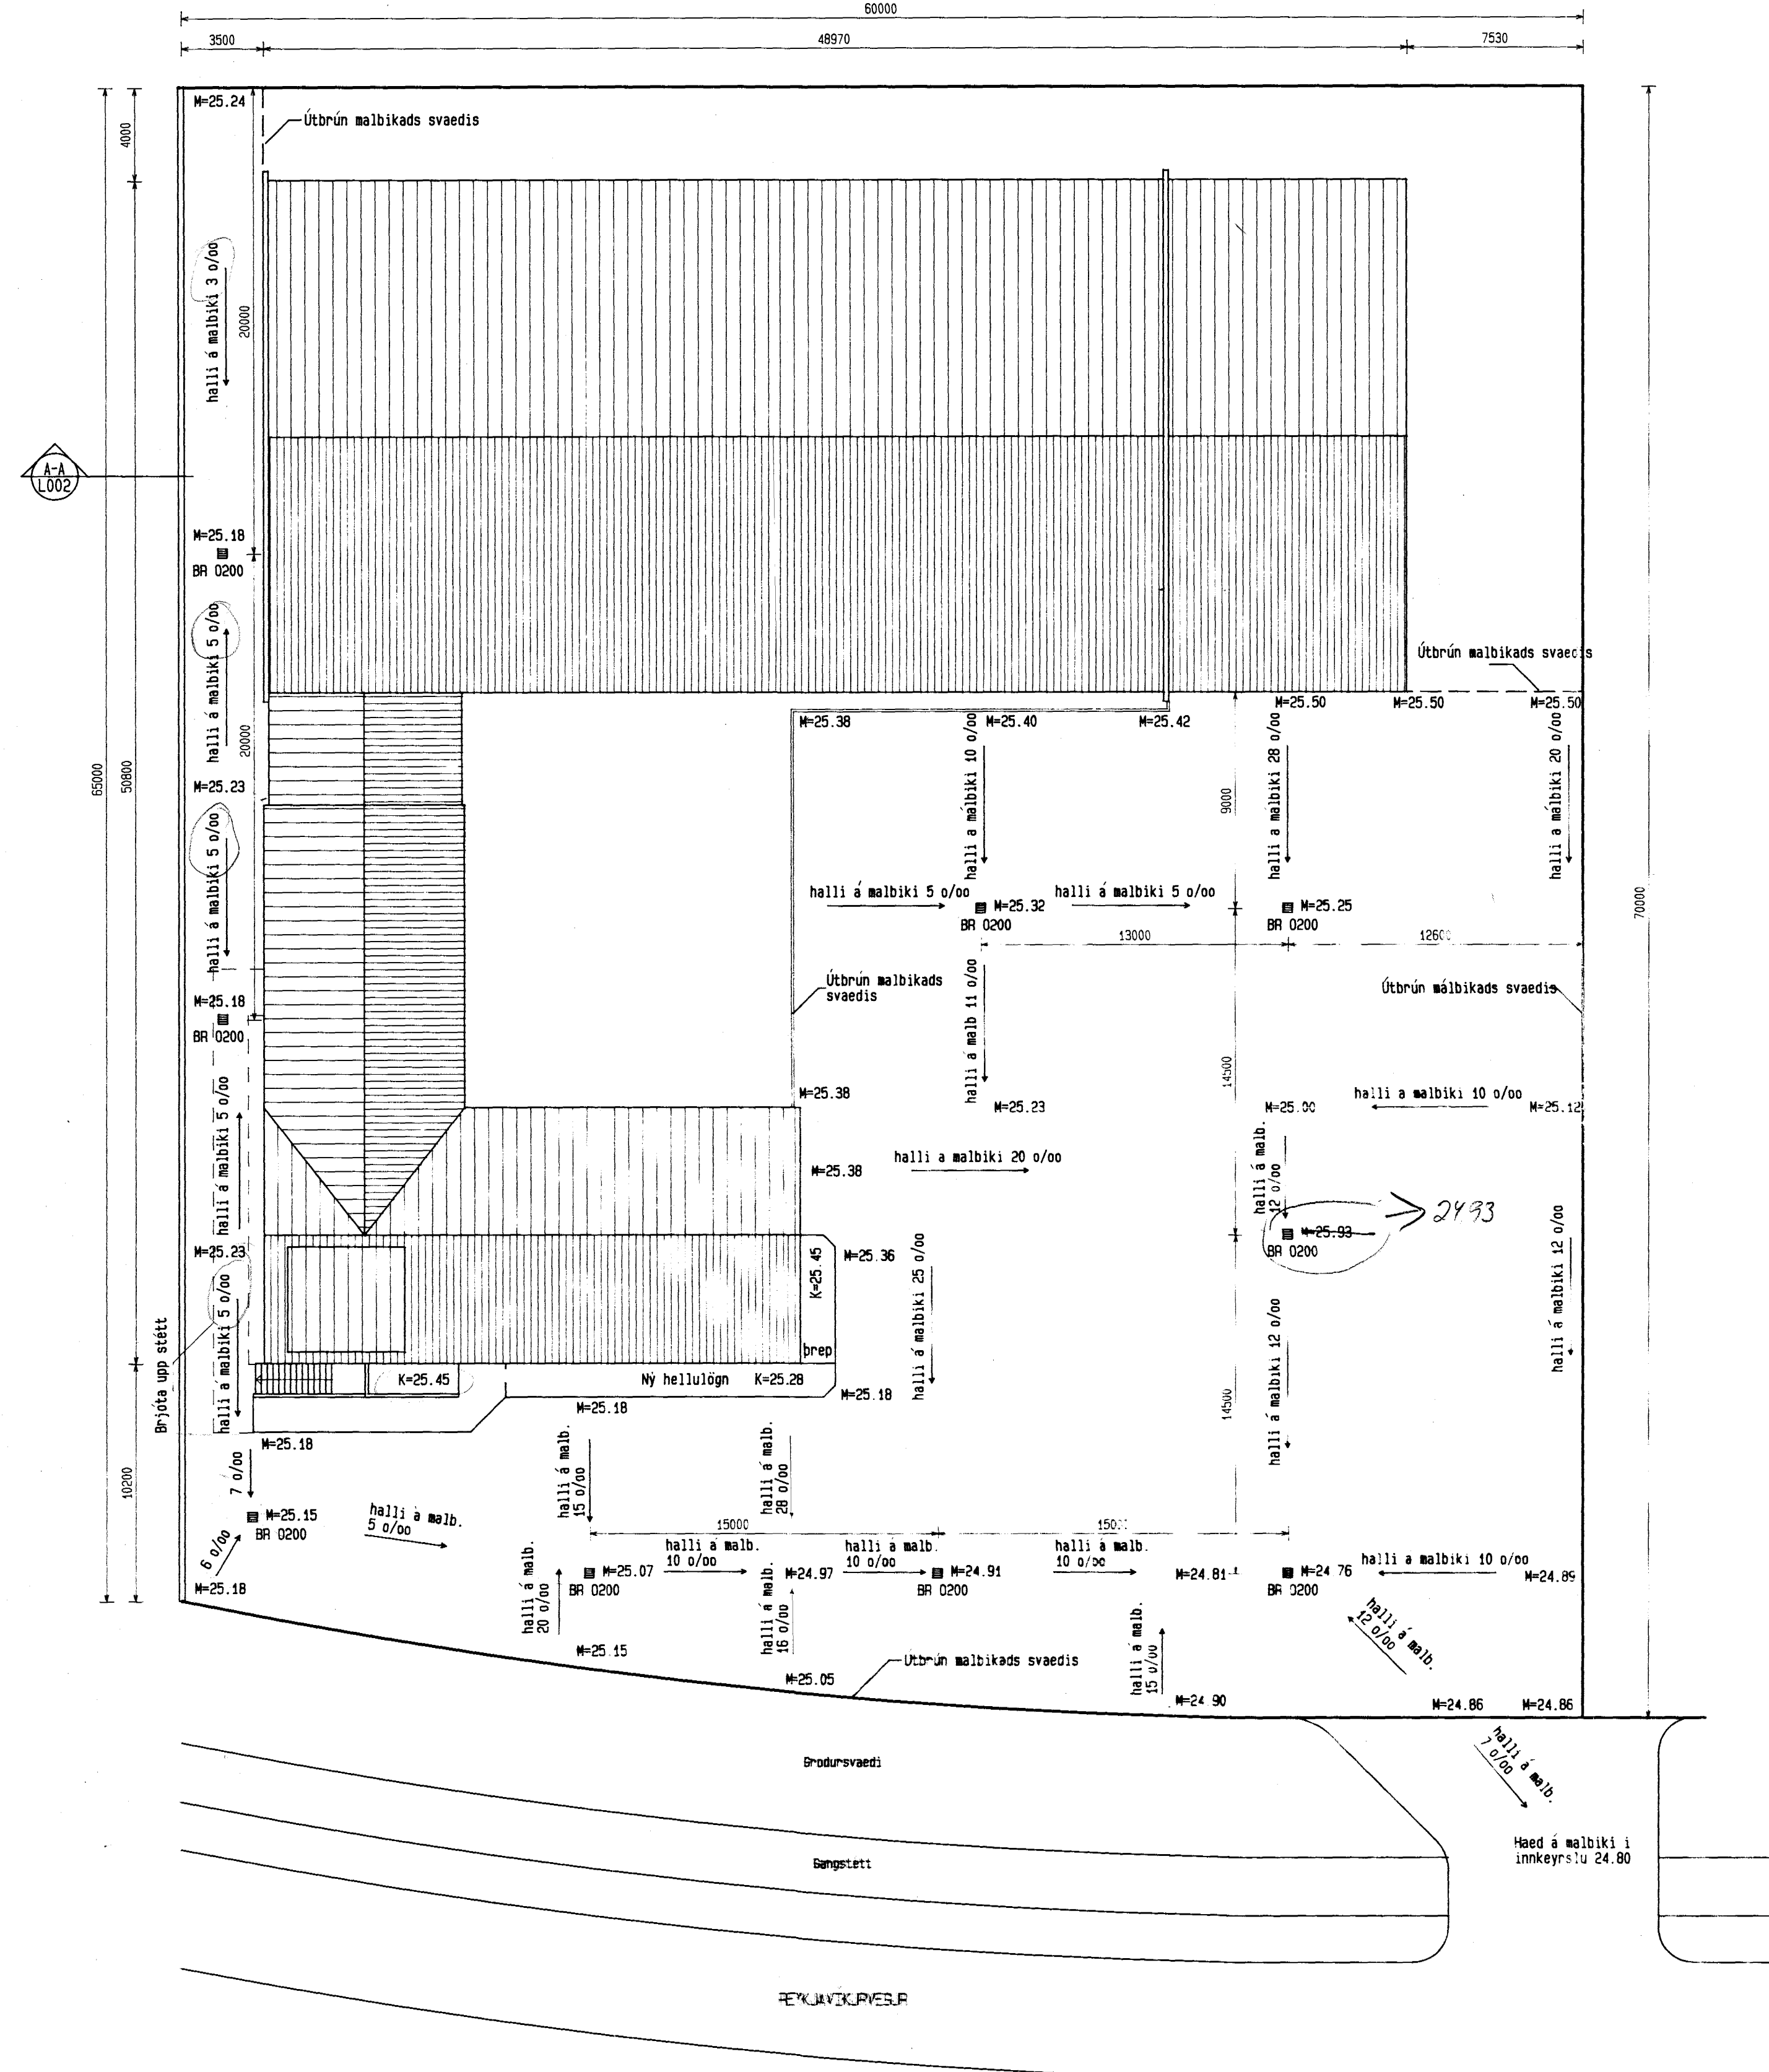 60000
3500
48970
7530
M=25.24
Útbrún malbikads svaedis
4000
halli á malbiki 3 o/oo
20000
A-A
L002
M=25.18
BR 0200
halli á malbiki 5 o/oo
20000
65000
50800
M=25.23
halli á malbiki 5 o/oo
M=25.18
BR 0200
Útbrún malbikads svaedis
M=25.38
M=25.40
M=25.42
M=25.50
M=25.50
M=25.50
halli a malbiki 10 o/oo
9000
halli a malbiki 28 o/oo
halli a malbiki 20 o/oo
70000
halli á malbiki 5 o/oo
M=25.32
BR 0200
halli á malbiki 5 o/oo
M=25.25
BR 0200
13000
12600
Útbrún malbikads
svaedis
halli á malb 11 o/oo
Útbrún málbikads svaedis
14500
M=25.38
M=25.23
M=25.00
halli a malbiki 10 o/oo
M=25.12
halli á malbiki 5 o/oo
M=25.38
halli a malbiki 20 o/oo
halli á malb.
12 o/oo
M=25.93
BR 0200
2493
M=25.23
K=25.45
M=25.36
halli á malbiki 25 o/oo
halli á malbiki 12 o/oo
halli á malbiki 12 o/oo
Brjóta upp stétt
halli á malbiki 5 o/oo
þrep
K=25.45
Ný hellulögn
K=25.28
M=25.18
M=25.18
14500
10200
M=25.18
7 o/oo
halli á malb.
15 o/oo
halli á malb.
28 o/oo
M=25.15
BR 0200
halli á malb.
5 o/oo
15000
6 o/oo
M=25.18
halli á malb.
20 o/oo
M=25.07
BR 0200
halli á malb.
10 o/oo
M=24.97
halli á malb.
10 o/oo
M=24.91
BR 0200
halli á malb.
10 o/oo
M=24.81
M=24.76
BR 0200
halli a malbiki 10 o/oo
M=24.89
halli á malb.
16 o/oo
halli á malb.
15 o/oo
halli á malb.
12 o/oo
M=25.15
M=25.05
Útbrún malbikads svaedis
M=24.90
M=24.86
M=24.86
Grodursvaedi
halli á malb.
7 o/oo
Haed á malbiki i
innkeyrslu 24.80
Gangstett
REYKJAVIKURVEGUR